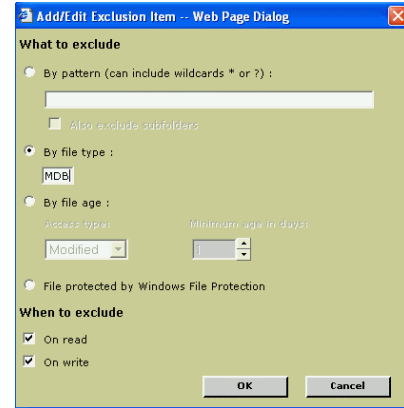 Add/Edit Exclusion Item -- Web Page Dialog
What to exclude
By pattern (can include wildcards * or ?) :
Also exclude subfolders
By file type :
MDB
By file age :
Access type: Minimum age in days:
Modified 1
File protected by Windows File Protection
When to exclude
On read
On write
OK Cancel